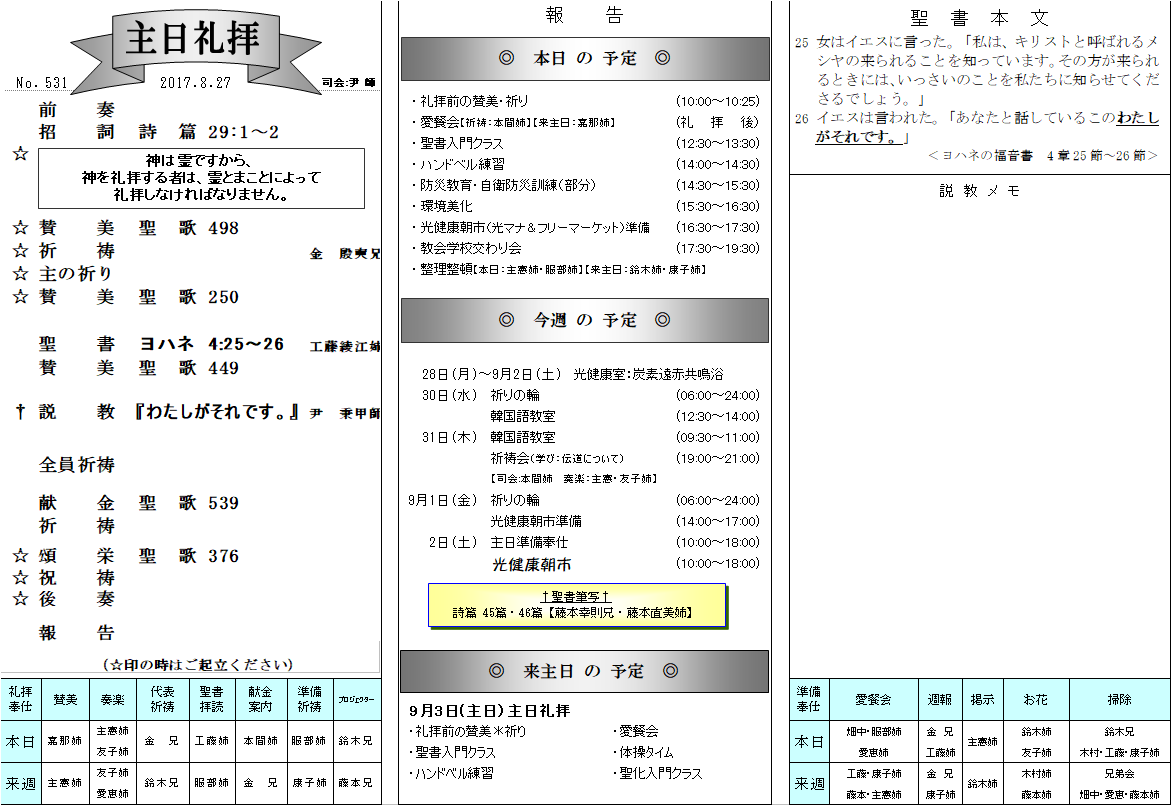 主日礼拝
No. 531
2017.8.27
司会:尹 師
前 奏
招 詞 詩 篇 29:1～2
☆
神は霊ですから、
神を礼拝する者は、霊とまことによって
礼拝しなければなりません。
☆ 賛 美 聖 歌 498
☆ 祈 祷 金 殷奭兄
☆ 主の祈り
☆ 賛 美 聖 歌 250
聖 書 ヨハネ 4:25～26 工藤綾江姉
賛 美 聖 歌 449
† 説 教 『わたしがそれです。』 尹 秉甲師
全員祈祷
献 金 聖 歌 539
祈 祷
☆ 頌 栄 聖 歌 376
☆ 祝 祷
☆ 後 奏
報 告
(☆印の時はご起立ください)
礼拝奉仕 賛美 奏楽 代表祈祷 聖書拝読 献金案内 準備祈祷 プロジェクター
本日 嘉那姉 主憲姉 友子姉 金 兄 工藤姉 本間姉 服部姉 鈴木兄
来週 主憲姉 友子姉 愛恵姉 鈴木兄 服部姉 金 兄 康子姉 藤本兄
報 告
◎ 本日 の 予定 ◎
・礼拝前の賛美・祈り (10:00～10:25)
・愛餐会【祈祷：本間姉】【来主日：嘉那姉】 (礼 拝 後)
・聖書入門クラス (12:30～13:30)
・ハンドベル練習 (14:00～14:30)
・防災教育・自衛防災訓練(部分) (14:30～15:30)
・環境美化 (15:30～16:30)
・光健康朝市(光マナ＆フリーマーケット)準備 (16:30～17:30)
・教会学校交わり会 (17:30～19:30)
・整理整頓【本日：主憲姉・服部姉】【来主日：鈴木姉・康子姉】
◎ 今週 の 予定 ◎
28日(月)～9月2日(土) 光健康室：炭素遠赤共鳴浴
30日(水) 祈りの輪 (06:00～24:00)
韓国語教室 (12:30～14:00)
31日(木) 韓国語教室 (09:30～11:00)
祈祷会(学び：伝道について) (19:00～21:00)
【司会:本間姉 奏楽：主憲・友子姉】
9月1日(金) 祈りの輪 (06:00～24:00)
光健康朝市準備 (14:00～17:00)
2日(土) 主日準備奉仕 (10:00～18:00)
光健康朝市 (10:00～18:00)
†聖書筆写†
詩篇 45篇・46篇【藤本幸則兄・藤本直美姉】
◎ 来主日 の 予定 ◎
9月3日(主日) 主日礼拝
・礼拝前の賛美＊祈り ・愛餐会
・聖書入門クラス ・体操タイム
・ハンドベル練習 ・聖化入門クラス
聖 書 本 文
25 女はイエスに言った。「私は、キリストと呼ばれるメ
シヤの来られることを知っています。その方が来られ
るときには、いっさいのことを私たちに知らせてくだ
さるでしょう。」
26 イエスは言われた。「あなたと話しているこのわたし
がそれです。」
＜ヨハネの福音書 4章25節～26節＞
説 教 メ モ
準備奉仕 愛餐会 週報 掲示 お花 掃除
本日 畑中・服部姉 愛恵姉 金 兄 工藤姉 主憲姉 鈴木姉 友子姉 鈴木兄 木村・工藤・康子姉
来週 工藤・康子姉 藤本・主憲姉 金 兄 康子姉 鈴木姉 木村姉 藤本姉 兄弟会 畑中・愛恵・藤本姉